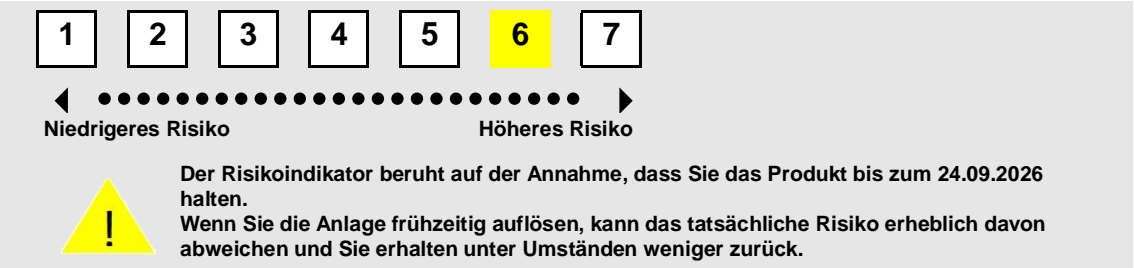 1 2 3 4 5 6 7
Niedrigeres Risiko Höheres Risiko
Der Risikoindikator beruht auf der Annahme, dass Sie das Produkt bis zum 24.09.2026
halten.
Wenn Sie die Anlage frühzeitig auflösen, kann das tatsächliche Risiko erheblich davon
abweichen und Sie erhalten unter Umständen weniger zurück.
!